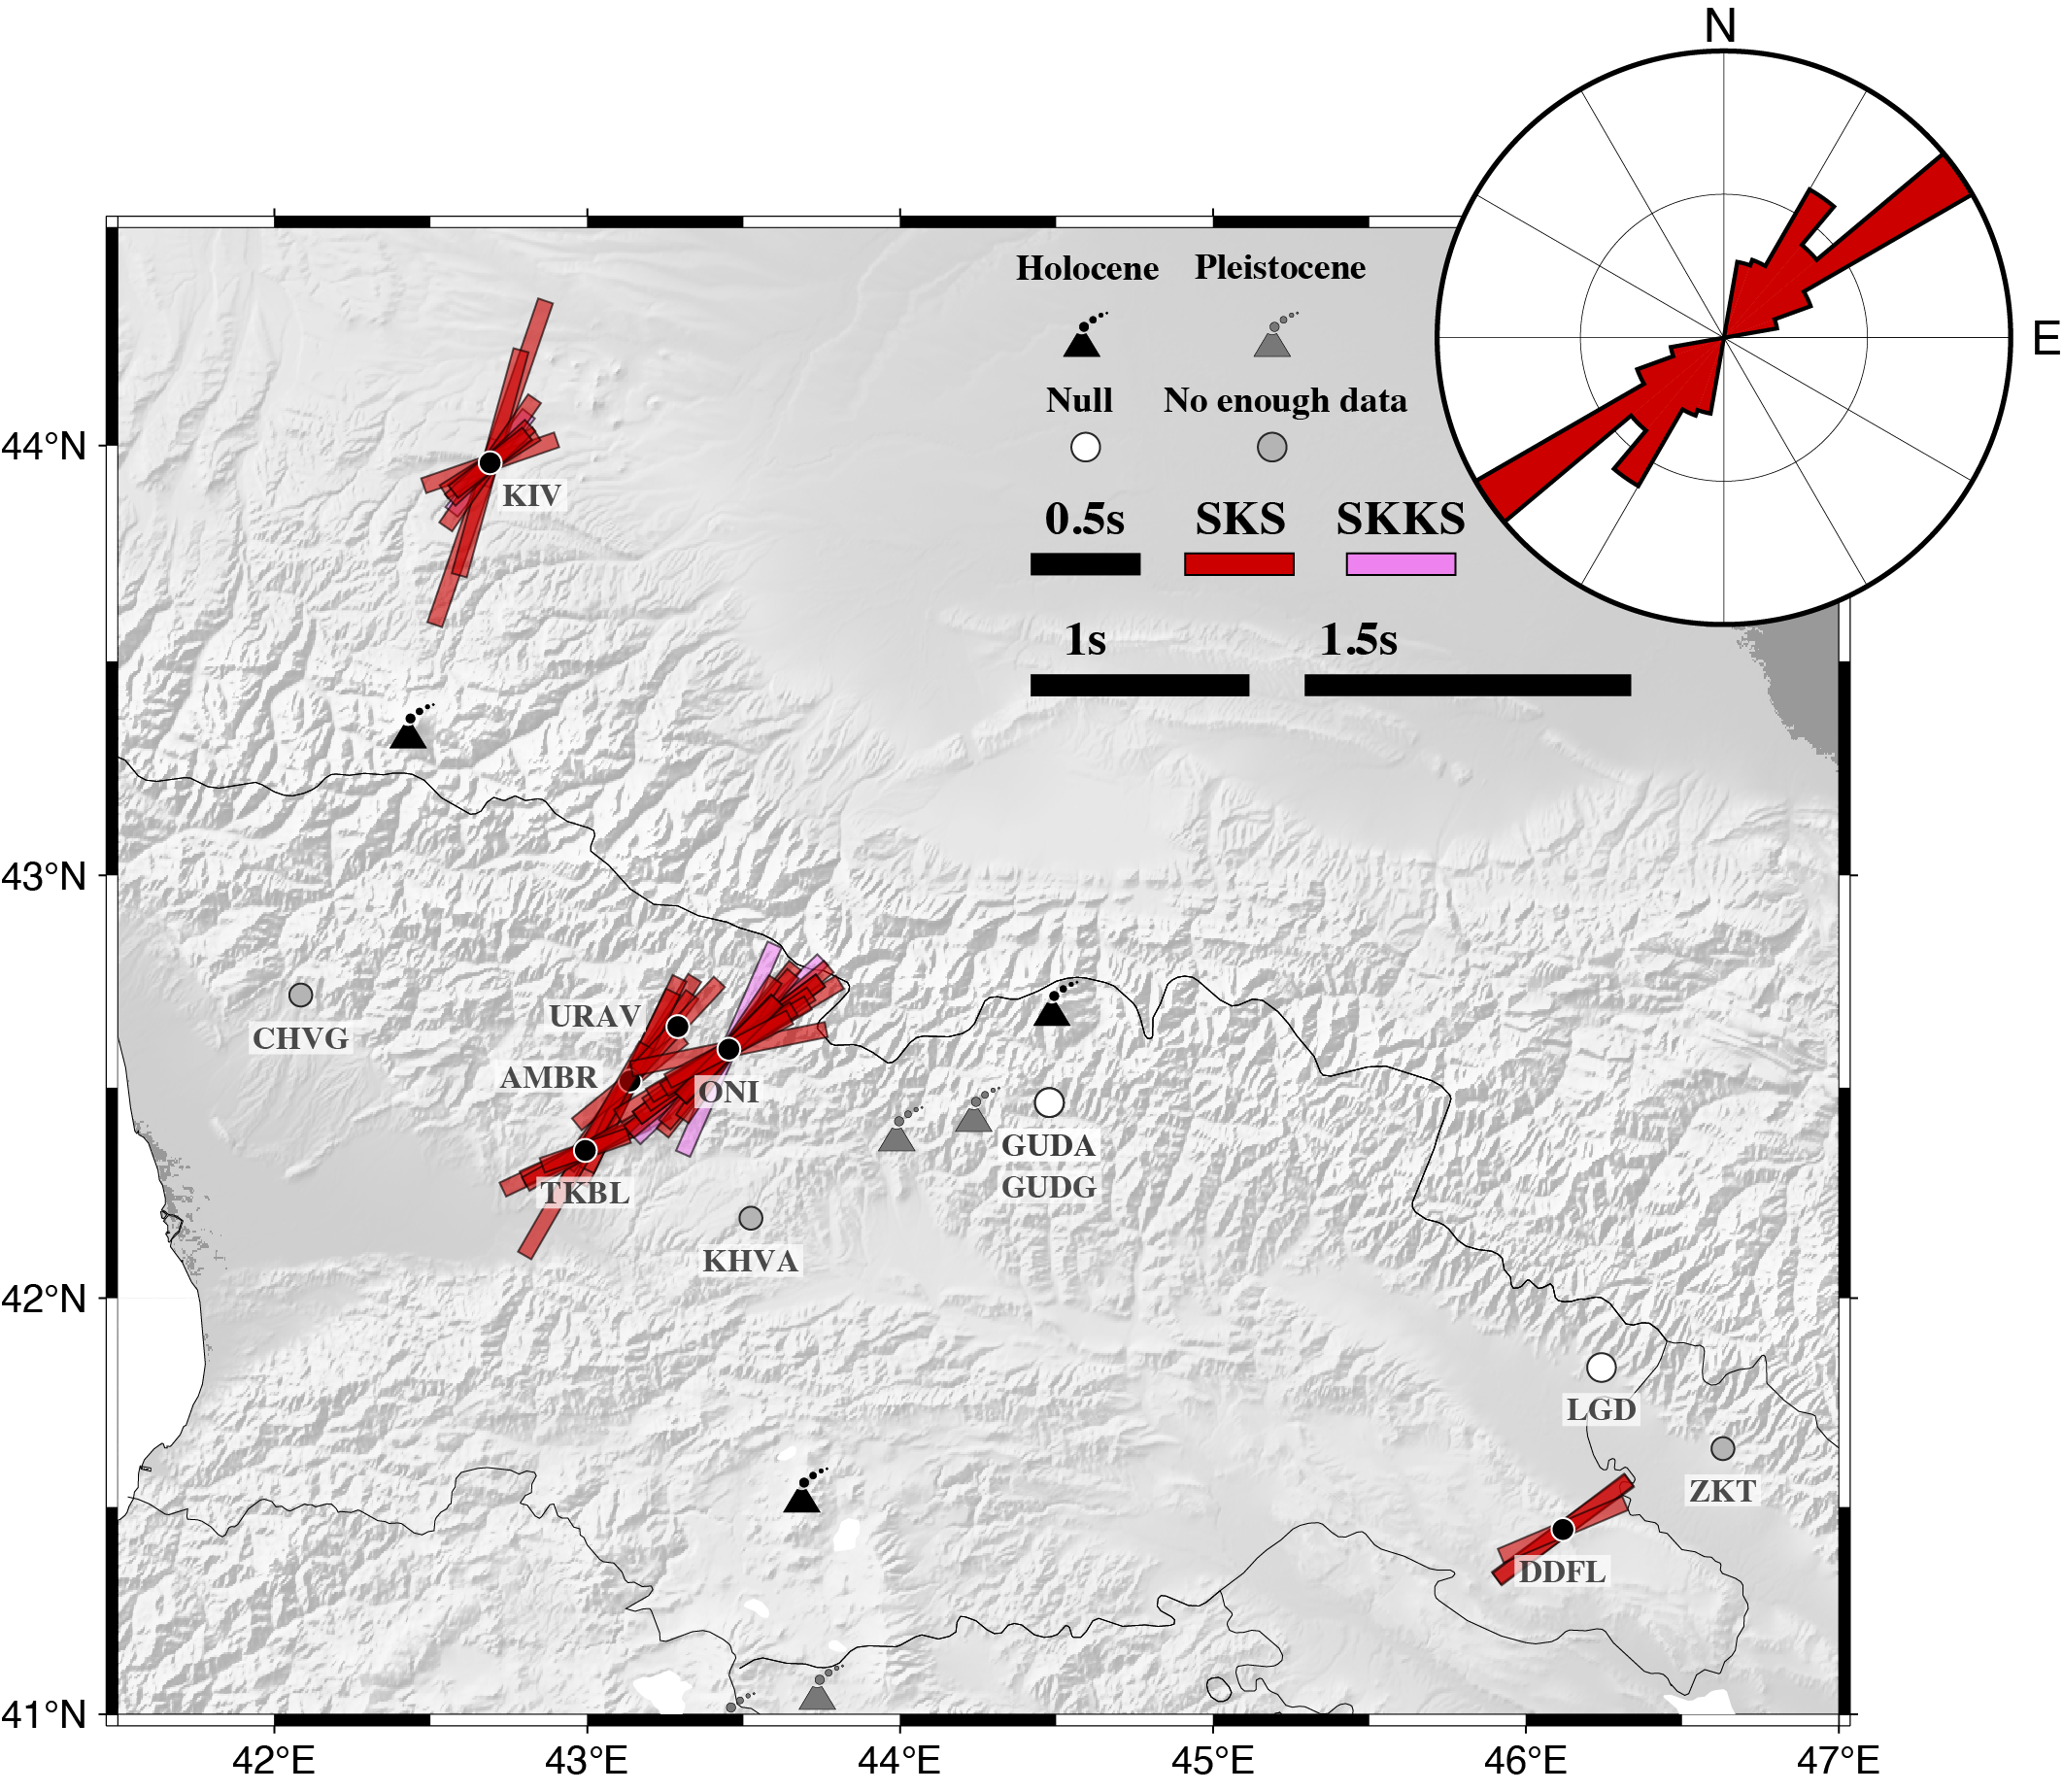 N
E
Holocene Pleistocene
Null No enough data
0.5s SKS SKKS
1s 1.5s
44°N
KIV
43°N
CHVG
URAV
AMBR
ONI
GUDA
GUDG
TKBL
KHVA
42°N
LGD
ZKT
DDFL
41°N
42°E 43°E 44°E 45°E 46°E 47°E